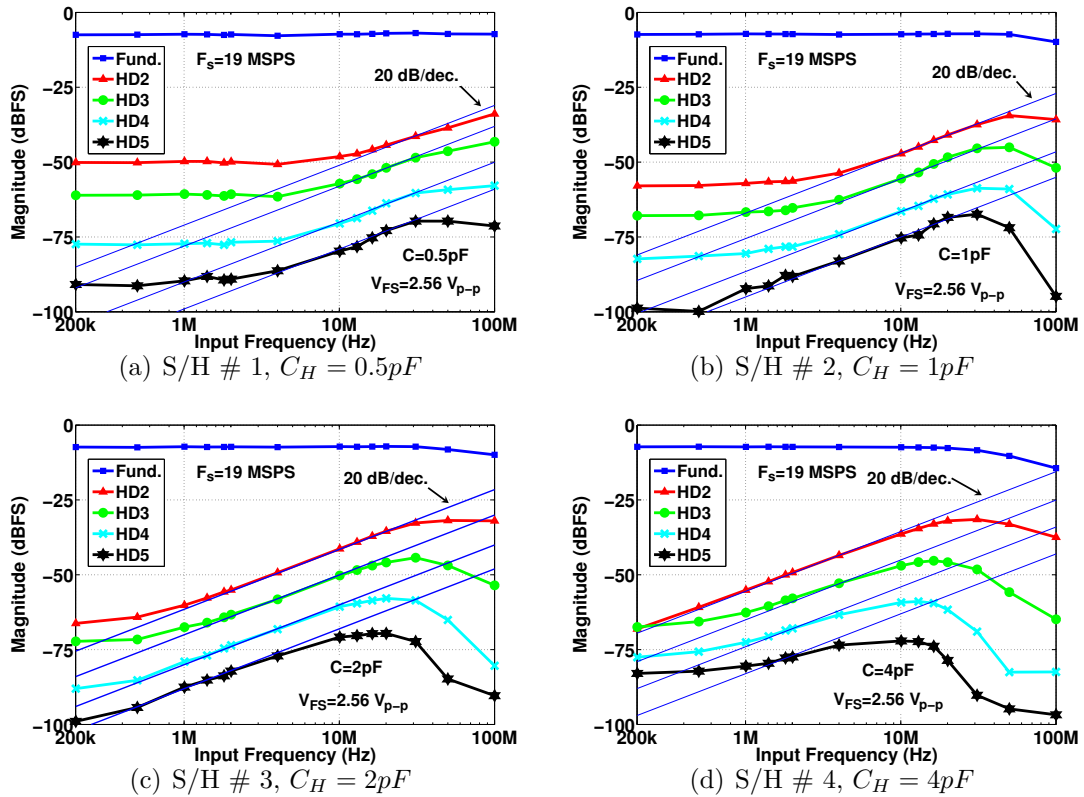 0
−25
−50
−75
−100
Magnitude (dBFS)
Fund.
HD2
HD3
HD4
HD5
F_s=19 MSPS
20 dB/dec.
C=0.5pF
V_FS=2.56 V_p−p
200k 1M 10M 100M
Input Frequency (Hz)
(a) S/H # 1, C_H = 0.5pF
0
−25
−50
−75
−100
Magnitude (dBFS)
Fund.
HD2
HD3
HD4
HD5
F_s=19 MSPS
20 dB/dec.
C=1pF
V_FS=2.56 V_p−p
200k 1M 10M 100M
Input Frequency (Hz)
(b) S/H # 2, C_H = 1pF
0
−25
−50
−75
−100
Magnitude (dBFS)
Fund.
HD2
HD3
HD4
HD5
F_s=19 MSPS
20 dB/dec.
C=2pF
V_FS=2.56 V_p−p
200k 1M 10M 100M
Input Frequency (Hz)
(c) S/H # 3, C_H = 2pF
0
−25
−50
−75
−100
Magnitude (dBFS)
Fund.
HD2
HD3
HD4
HD5
F_s=19 MSPS
20 dB/dec.
C=4pF
V_FS=2.56 V_p−p
200k 1M 10M 100M
Input Frequency (Hz)
(d) S/H # 4, C_H = 4pF